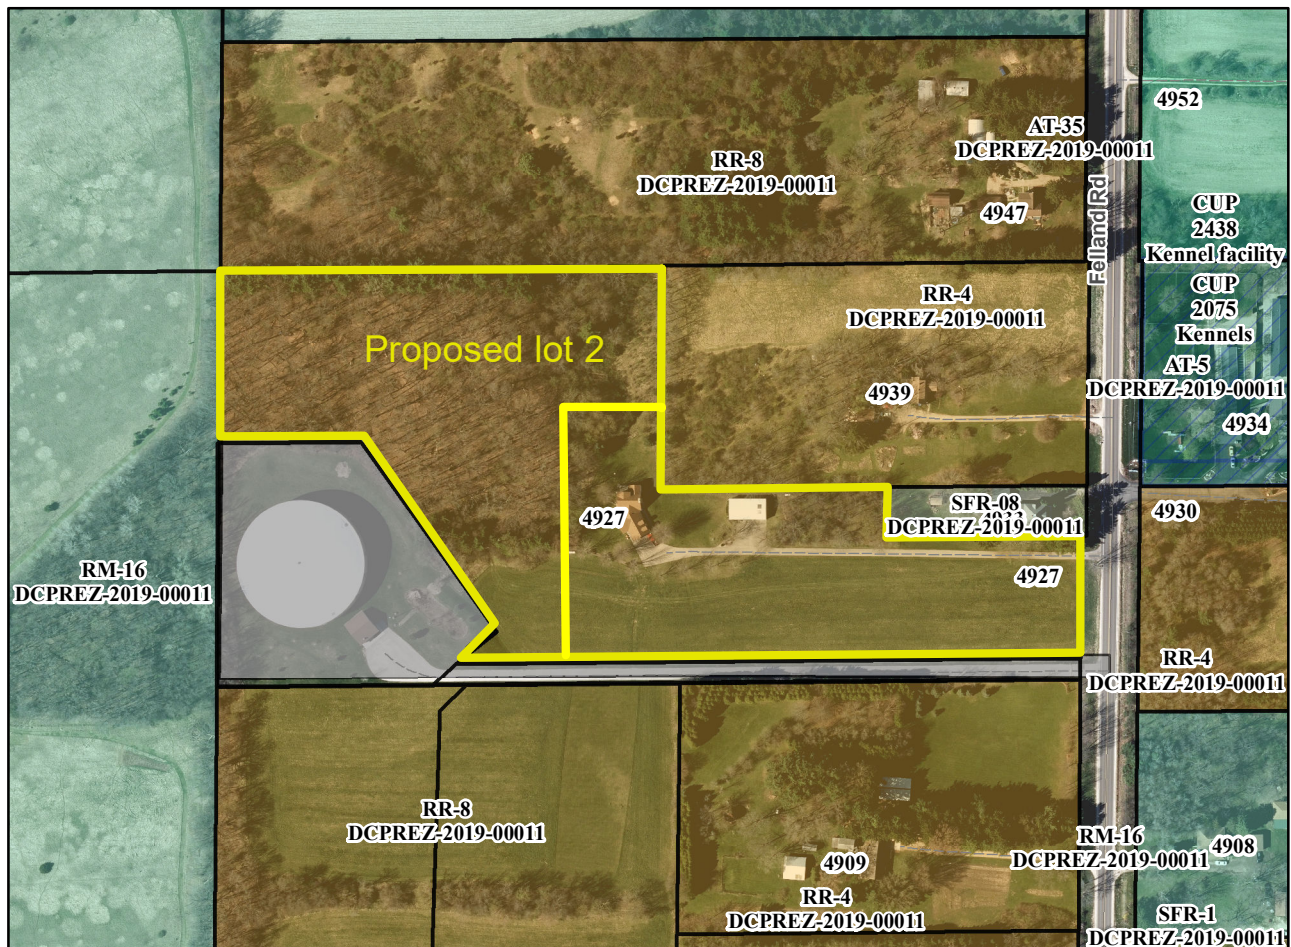 4952
AT-35
DCPREZ-2019-00011
RR-8
DCPREZ-2019-00011
4947
Felland Rd
CUP
2438
Kennel facility
CUP
2075
Kennels
RR-4
DCPREZ-2019-00011
Proposed lot 2
AT-5
DCPREZ-2019-00011
4939
4934
SFR-08
DCPREZ-2019-00011
4927
4930
RM-16
DCPREZ-2019-00011
4927
RR-4
DCPREZ-2019-00011
RR-8
DCPREZ-2019-00011
RM-16
DCPREZ-2019-00011
4908
4909
RR-4
DCPREZ-2019-00011
SFR-1
DCPREZ-2019-00011